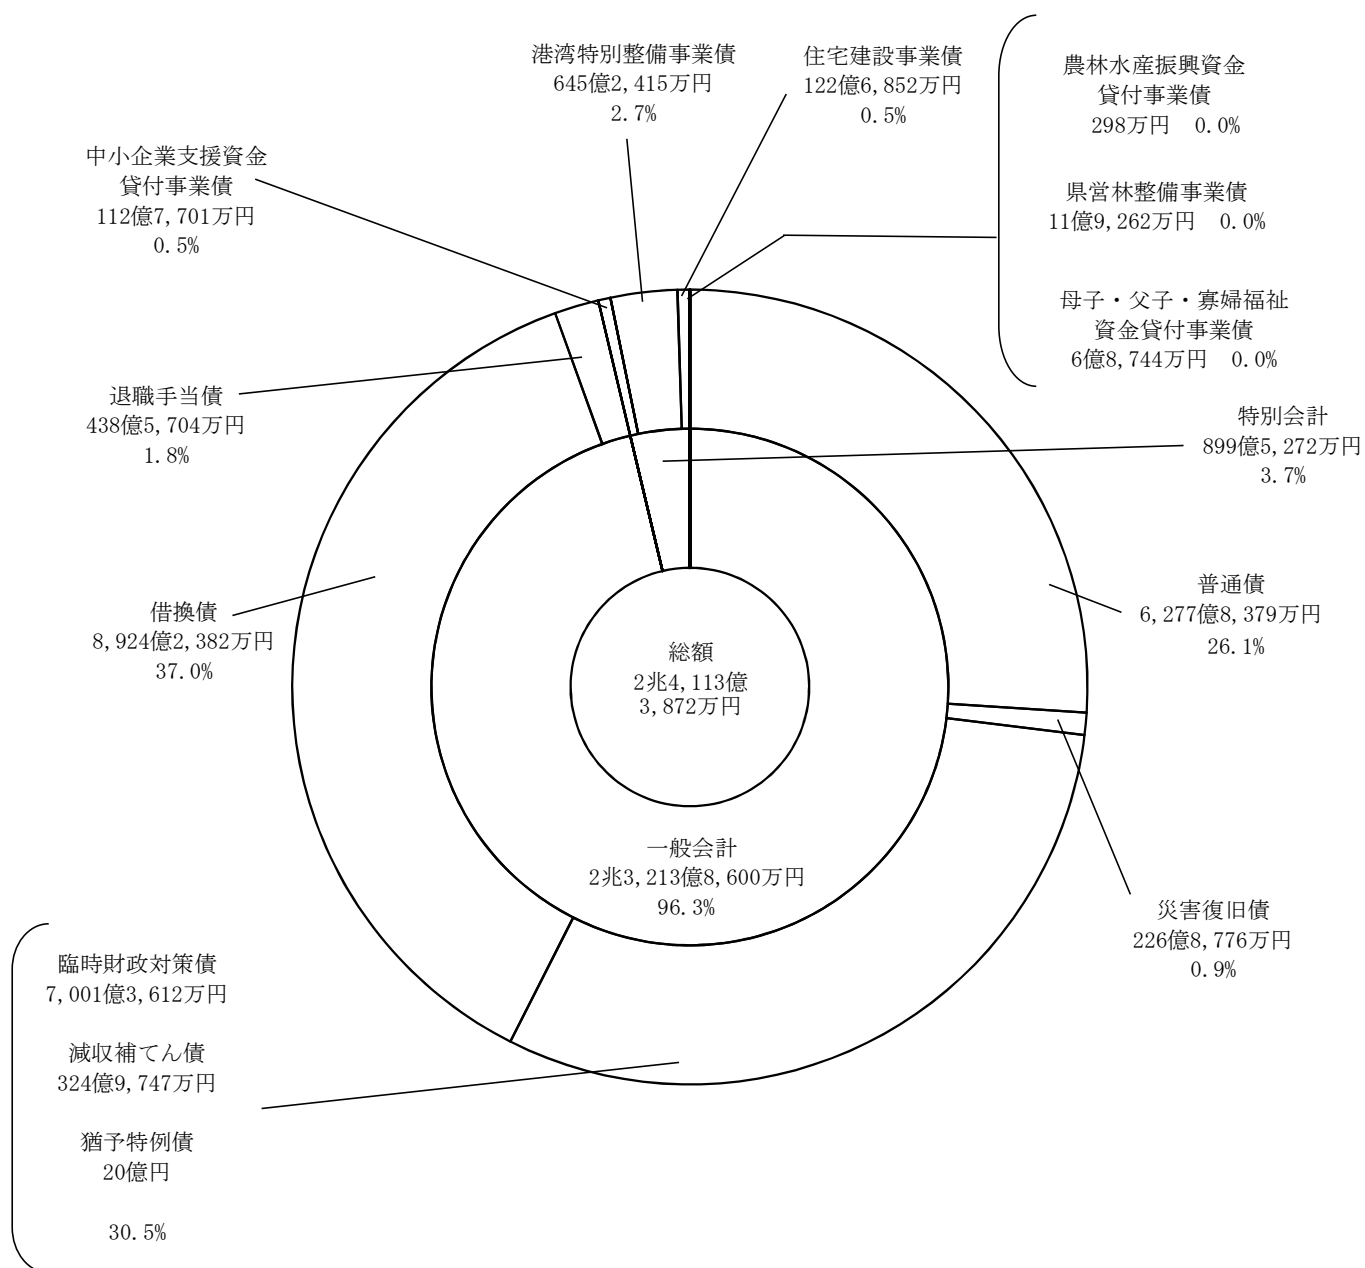 港湾特別整備事業債
645億2,415万円
2.7%
住宅建設事業債
122億6,852万円
0.5%
農林水産振興資金
貸付事業債
298万円 0.0%
県営林整備事業債
11億9,262万円 0.0%
母子・父子・寡婦福祉
資金貸付事業債
6億8,744万円 0.0%
中小企業支援資金
貸付事業債
112億7,701万円
0.5%
退職手当債
438億5,704万円
1.8%
特別会計
899億5,272万円
3.7%
借換債
8,924億2,382万円
37.0%
普通債
6,277億8,379万円
26.1%
総額
2兆4,113億
3,872万円
一般会計
2兆3,213億8,600万円
96.3%
災害復旧債
226億8,776万円
0.9%
臨時財政対策債
7,001億3,612万円
減収補てん債
324億9,747万円
猶予特例債
20億円
30.5%